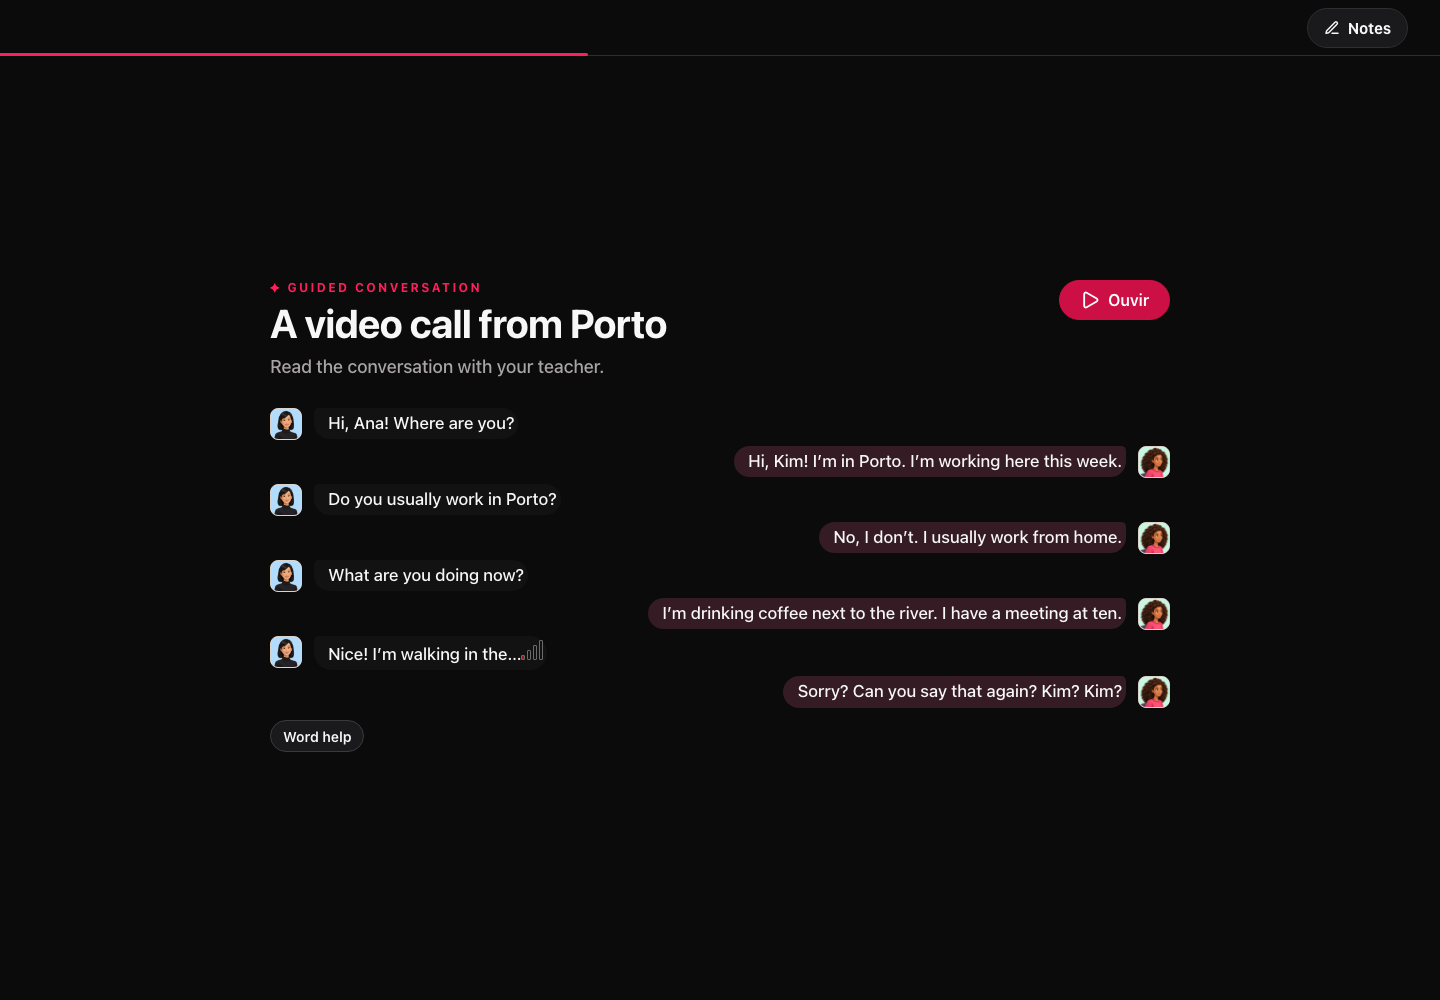 Notes
GUIDED CONVERSATION
Ouvir
A video call from Porto
Read the conversation with your teacher.
Hi, Ana! Where are you?
Hi, Kim! I’m in Porto. I’m working here this week.
Do you usually work in Porto?
No, I don’t. I usually work from home.
What are you doing now?
I’m drinking coffee next to the river. I have a meeting at ten.
Nice! I’m walking in the...
Sorry? Can you say that again? Kim? Kim?
Word help